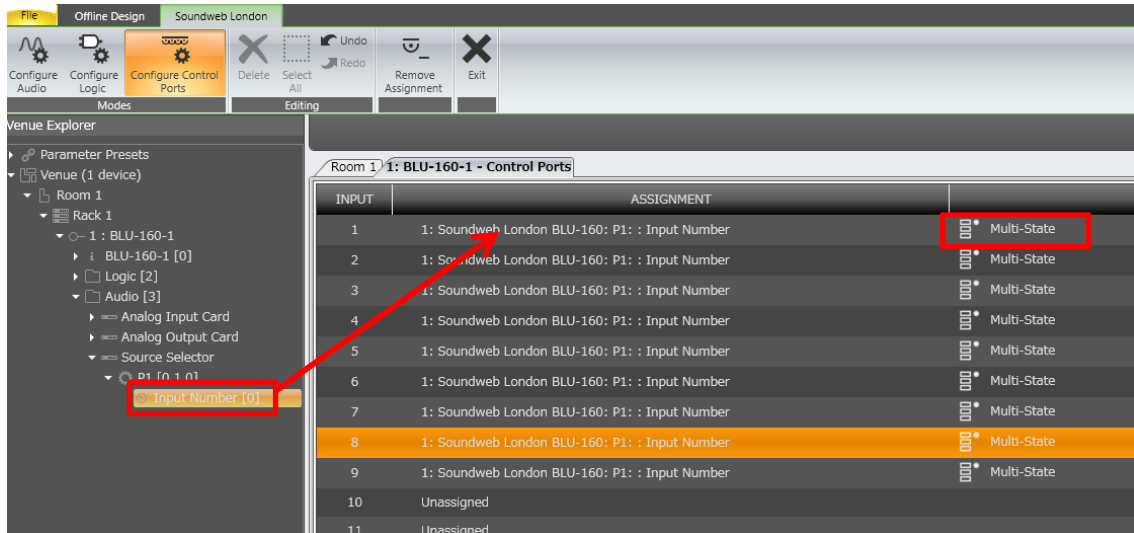 File Offline Design Soundweb London
Undo
Redo
Configure Audio Configure Logic Configure Control Ports Delete Select All Remove Assignment Exit
Modes Editing
Venue Explorer
Parameter Presets
Venue (1 device)
Room 1
Rack 1
1 : BLU-160-1
BLU-160-1 [0]
Logic [2]
Audio [3]
Analog Input Card
Analog Output Card
Source Selector
P1 [0.1.0]
Input Number [0]
Room 1 1: BLU-160-1 - Control Ports
INPUT ASSIGNMENT
1 1: Soundweb London BLU-160: P1: : Input Number Multi-State
2 1: Soundweb London BLU-160: P1: : Input Number Multi-State
3 1: Soundweb London BLU-160: P1: : Input Number Multi-State
4 1: Soundweb London BLU-160: P1: : Input Number Multi-State
5 1: Soundweb London BLU-160: P1: : Input Number Multi-State
6 1: Soundweb London BLU-160: P1: : Input Number Multi-State
7 1: Soundweb London BLU-160: P1: : Input Number Multi-State
8 1: Soundweb London BLU-160: P1: : Input Number Multi-State
9 1: Soundweb London BLU-160: P1: : Input Number Multi-State
10 Unassigned
11 Unassigned